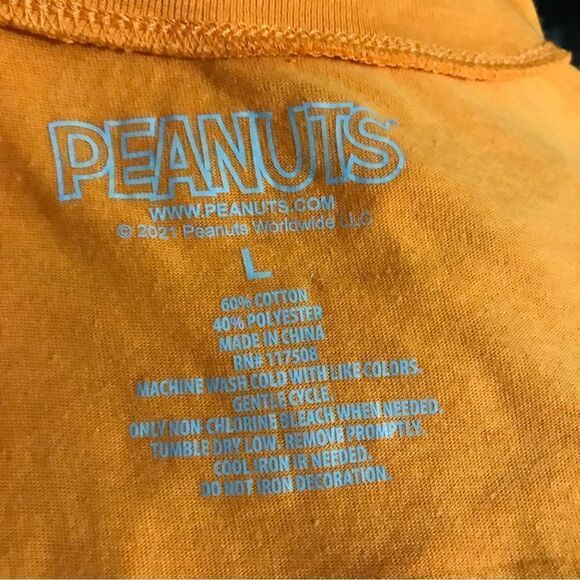 PEANUTS™
WWW.PEANUTS.COM
© 2021 Peanuts Worldwide LLC
L
60% COTTON
40% POLYESTER
MADE IN CHINA
RN# 117508
MACHINE WASH COLD WITH LIKE COLORS.
GENTLE CYCLE.
ONLY NON-CHLORINE BLEACH WHEN NEEDED.
TUMBLE DRY LOW. REMOVE PROMPTLY.
COOL IRON IF NEEDED.
DO NOT IRON DECORATION.